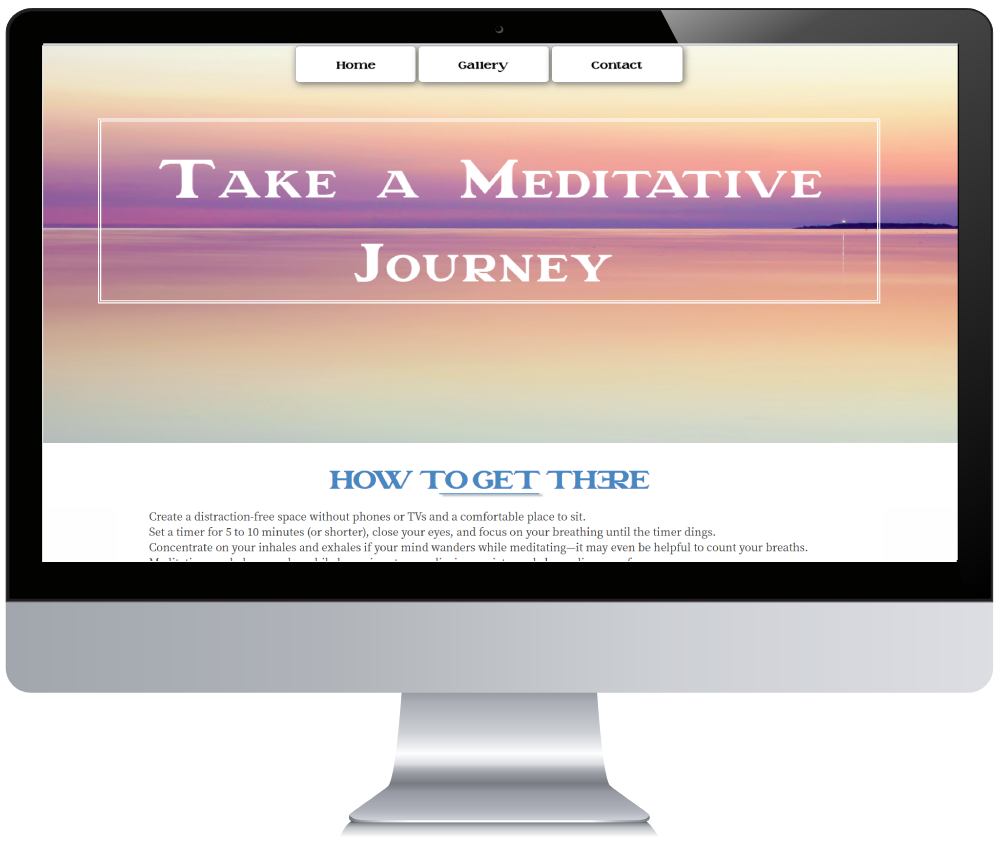 Home Gallery Contact
Take a Meditative
Journey
HOW TO GET THERE
Create a distraction-free space without phones or TVs and a comfortable place to sit.
Set a timer for 5 to 10 minutes (or shorter), close your eyes, and focus on your breathing until the timer dings.
Concentrate on your inhales and exhales if your mind wanders while meditating—it may even be helpful to count your breaths.